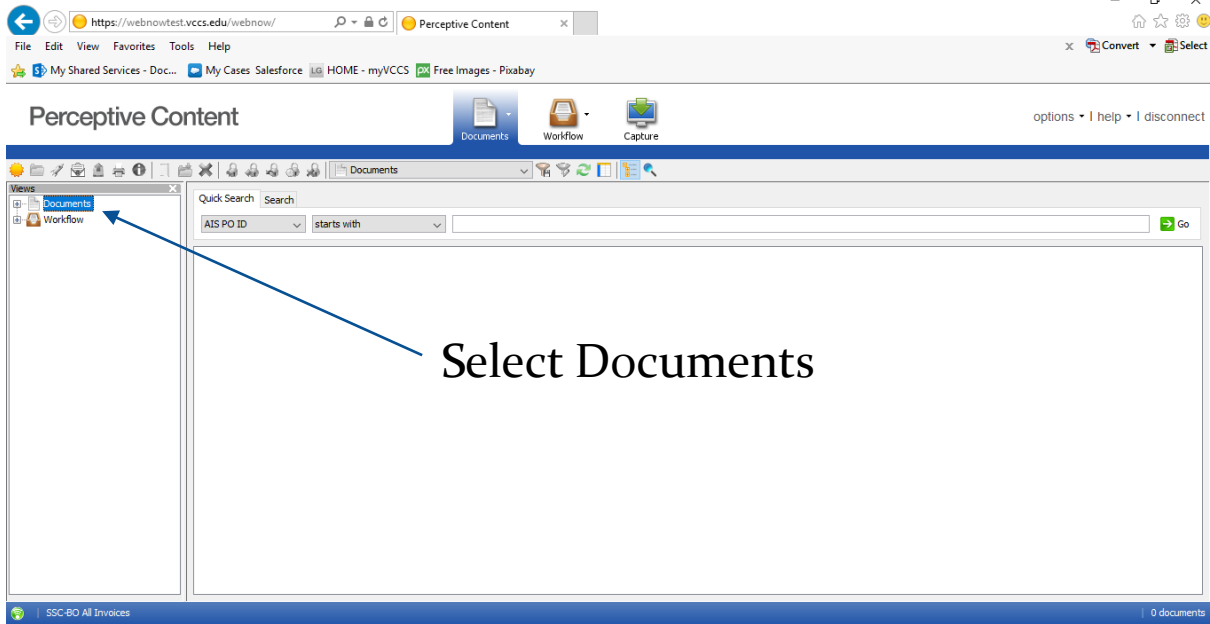 https://webnowtest.vccs.edu/webnow/ Perceptive Content
File Edit View Favorites Tools Help x Convert Select
My Shared Services - Doc... My Cases Salesforce LG HOME - myVCCS px Free Images - Pixabay
Perceptive Content Documents Workflow Capture options help disconnect
Documents
Views
Quick Search Search
Documents
Workflow
AIS PO ID starts with Go
Select Documents
SSC-BO All Invoices 0 documents